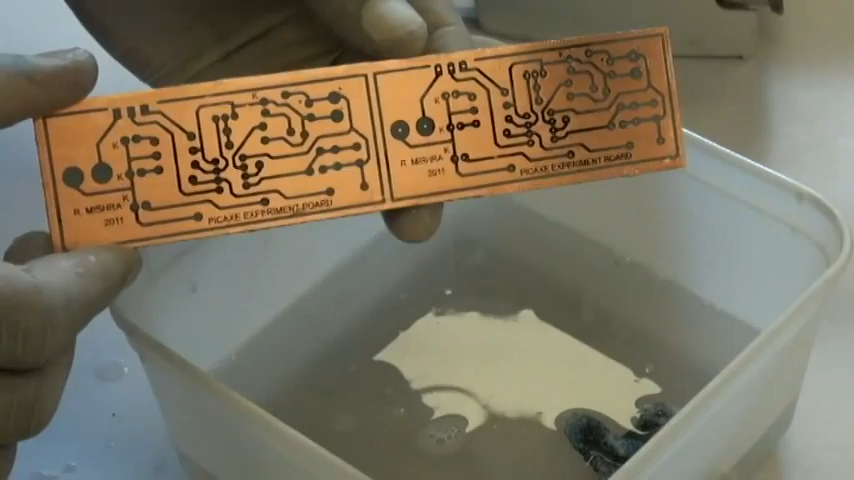 K
K
K
R. MISHRA
2011
PICAXE EXPERIMENT BOARD
K
K
K
R. MISHRA
2011
PICAXE EXPERIMENT BOARD